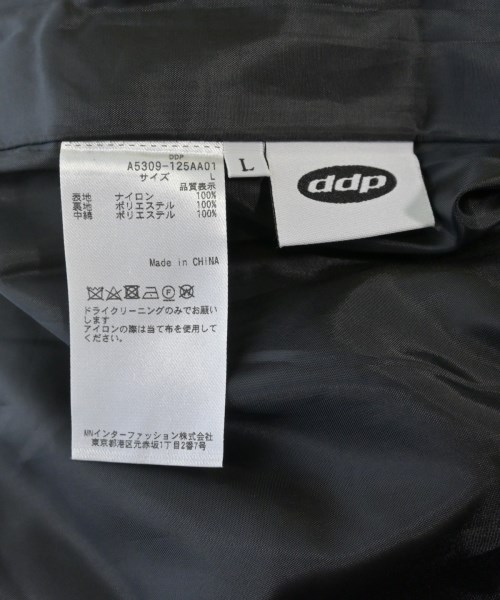 DDP
A5309-125AA01
サイズ L
品質表示
表地 ナイロン 100%
裏地 ポリエステル 100%
中綿 ポリエステル 100%
Made in CHINA
ドライクリーニングのみでお願い
します
アイロンの際は当て布を使用して
ください。
MNインターファッション株式会社
東京都港区元赤坂1丁目2番7号
L
ddp